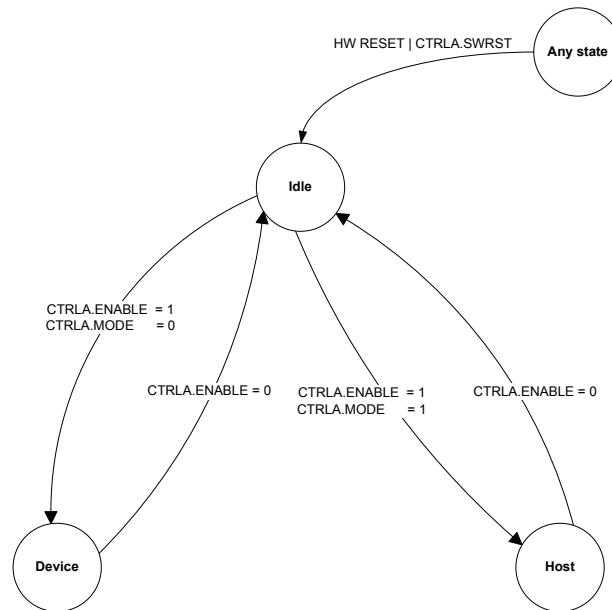 HW RESET | CTRLA.SWRST
Any state
Idle
CTRLA.ENABLE = 1
CTRLA.MODE = 0
CTRLA.ENABLE = 0
CTRLA.ENABLE = 1
CTRLA.MODE = 1
CTRLA.ENABLE = 0
Device
Host